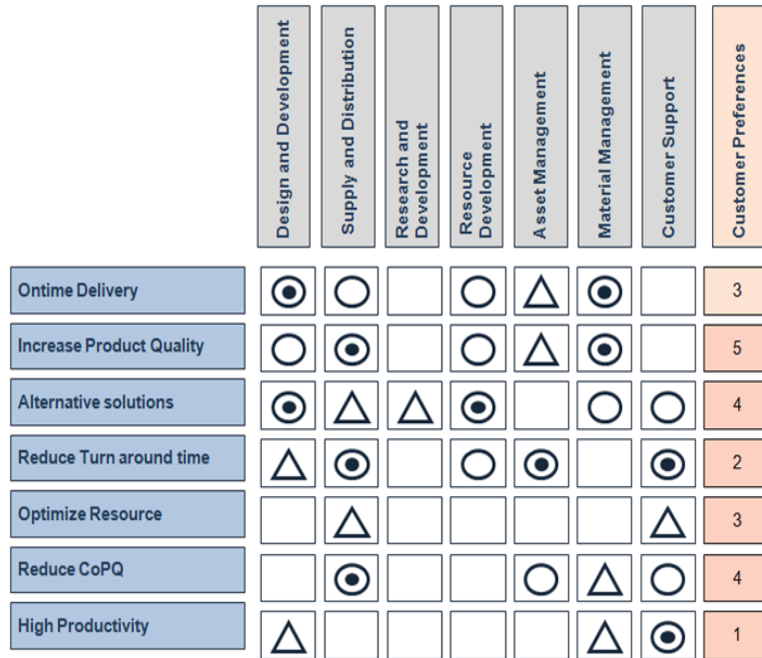 Design and Development
Supply and Distribution
Research and
Development
Resource
Development
Asset Management
Material Management
Customer Support
Customer Preferences
Ontime Delivery
3
Increase Product Quality
5
Alternative solutions
4
Reduce Turn around time
2
Optimize Resource
3
Reduce CoPQ
4
High Productivity
1